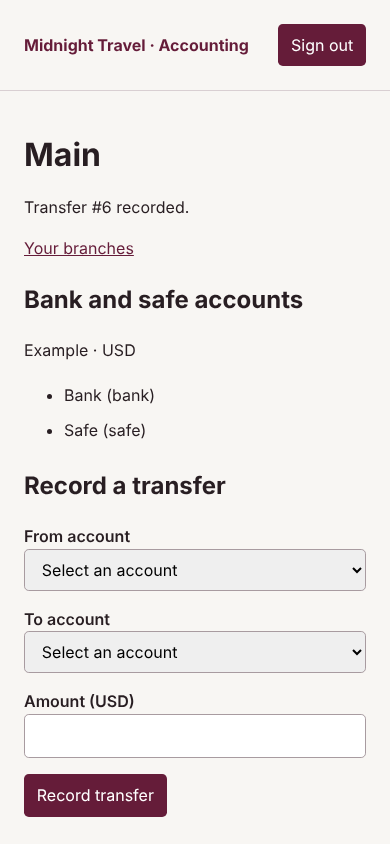 Midnight Travel · Accounting
Sign out
Main
Transfer #6 recorded.
Your branches
Bank and safe accounts
Example · USD
Bank (bank)
Safe (safe)
Record a transfer
From account
Select an account
To account
Select an account
Amount (USD)
Record transfer